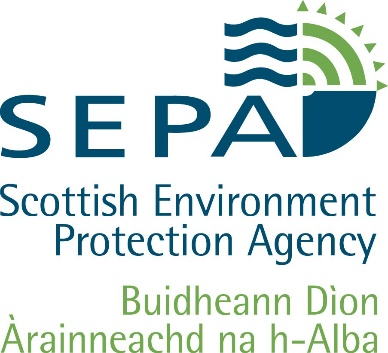 SEPA
Scottish Environment
Protection Agency
Buidheann Dìon
Àrainneachd na h-Alba